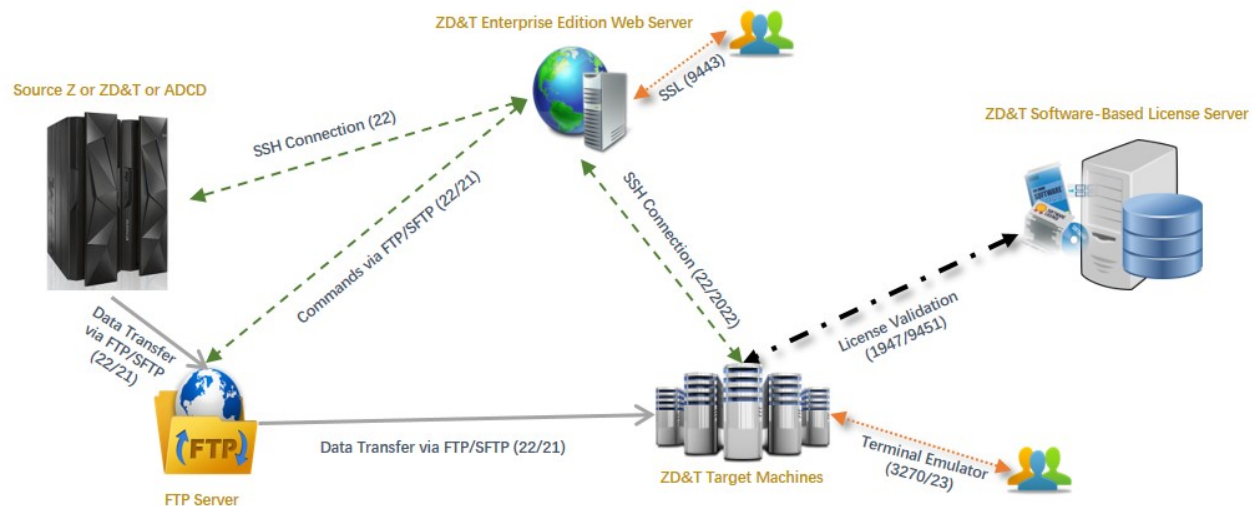 ZD&T Enterprise Edition Web Server
SSL (9443)
Source Z or ZD&T or ADCD
SSH Connection (22)
ZD&T Software-Based License Server
Commands via FTP/SFTP (22/21)
SSH Connection (22/2022)
License Validation
(1947/9451)
Data Transfer
via FTP/SFTP
(22/21)
FTP
Data Transfer via FTP/SFTP (22/21)
Terminal Emulator
(3270/23)
FTP Server
ZD&T Target Machines